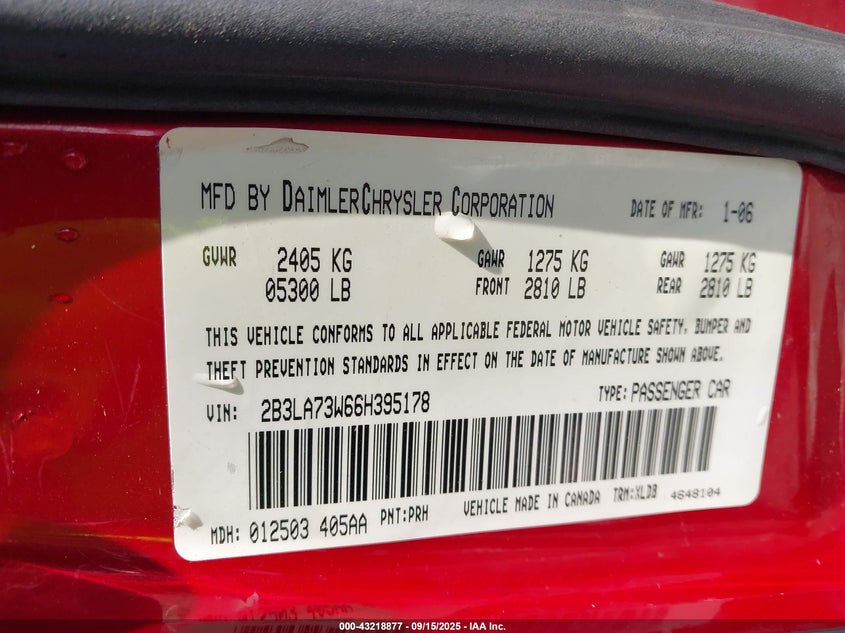 MFD BY DAIMLERCHRYSLER CORPORATION DATE OF MFR: 1-06
GVWR 2405 KG GAWR 1275 KG GAWR 1275 KG
05300 LB FRONT 2810 LB REAR 2810 LB
THIS VEHICLE CONFORMS TO ALL APPLICABLE FEDERAL MOTOR VEHICLE SAFETY, BUMPER AND
THEFT PREVENTION STANDARDS IN EFFECT ON THE DATE OF MANUFACTURE SHOWN ABOVE.
VIN: 2B3LA73W66H395178 TYPE: PASSENGER CAR
MDH: 012503 405AA PNT:PRH VEHICLE MADE IN CANADA TRM:XLDB 4648104
000-43218877 - 09/15/2025 - IAA Inc.